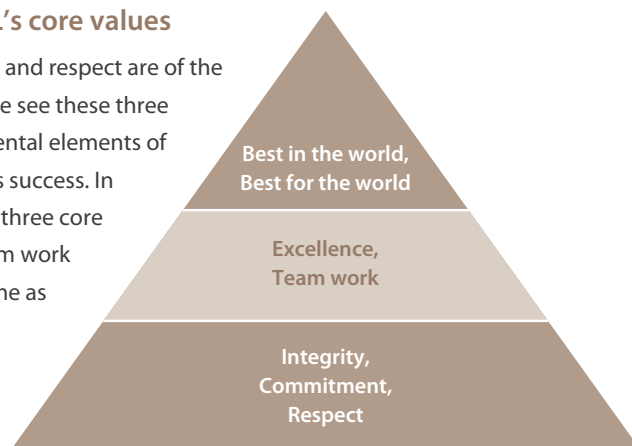 ’s core values
and respect are of the
e see these three
ental elements of
s success. In
three core
m work
ne as
Best in the world,
Best for the world
Excellence,
Team work
Integrity,
Commitment,
Respect